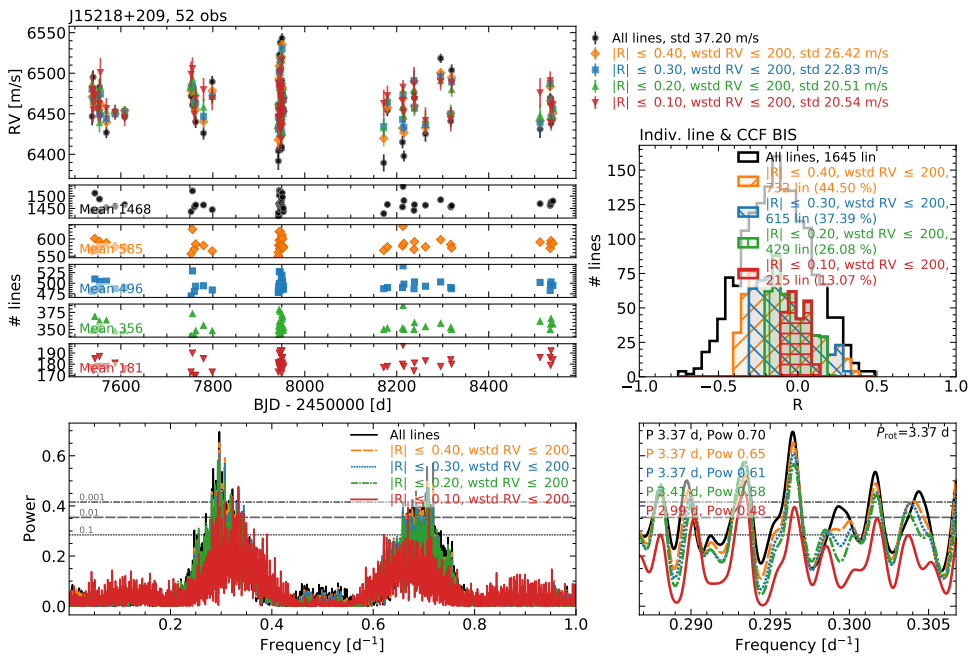 J15218+209, 52 obs
6550
6500
6450
6400
RV [m/s]
All lines, std 37.20 m/s
|R| ≤ 0.40, wstd RV ≤ 200, std 26.42 m/s
|R| ≤ 0.30, wstd RV ≤ 200, std 22.83 m/s
|R| ≤ 0.20, wstd RV ≤ 200, std 20.51 m/s
|R| ≤ 0.10, wstd RV ≤ 200, std 20.54 m/s
1500
1450
Mean 1468
600
550
Mean 585
525
500
475
Mean 496
400
350
Mean 356
190
180
170
Mean 181
# lines
7600 7800 8000 8200 8400
BJD - 2450000 [d]
Indiv. line & CCF BIS
All lines, 1645 lin
|R| ≤ 0.40, wstd RV ≤ 200,
732 lin (44.50 %)
|R| ≤ 0.30, wstd RV ≤ 200,
615 lin (37.39 %)
|R| ≤ 0.20, wstd RV ≤ 200,
429 lin (26.08 %)
|R| ≤ 0.10, wstd RV ≤ 200,
215 lin (13.07 %)
150
125
100
75
50
25
0
# lines
−1.0 −0.5 0.0 0.5 1.0
R
All lines
|R| ≤ 0.40, wstd RV ≤ 200
|R| ≤ 0.30, wstd RV ≤ 200
|R| ≤ 0.20, wstd RV ≤ 200
|R| ≤ 0.10, wstd RV ≤ 200
0.001
0.01
0.1
0.6
0.4
0.2
0.0
Power
0.2 0.4 0.6 0.8 1.0
Frequency [d⁻¹]
P 3.37 d, Pow 0.70
P 3.37 d, Pow 0.65
P 3.37 d, Pow 0.61
P 3.41 d, Pow 0.58
P 2.99 d, Pow 0.48
Prot=3.37 d
0.290 0.295 0.300 0.305
Frequency [d⁻¹]